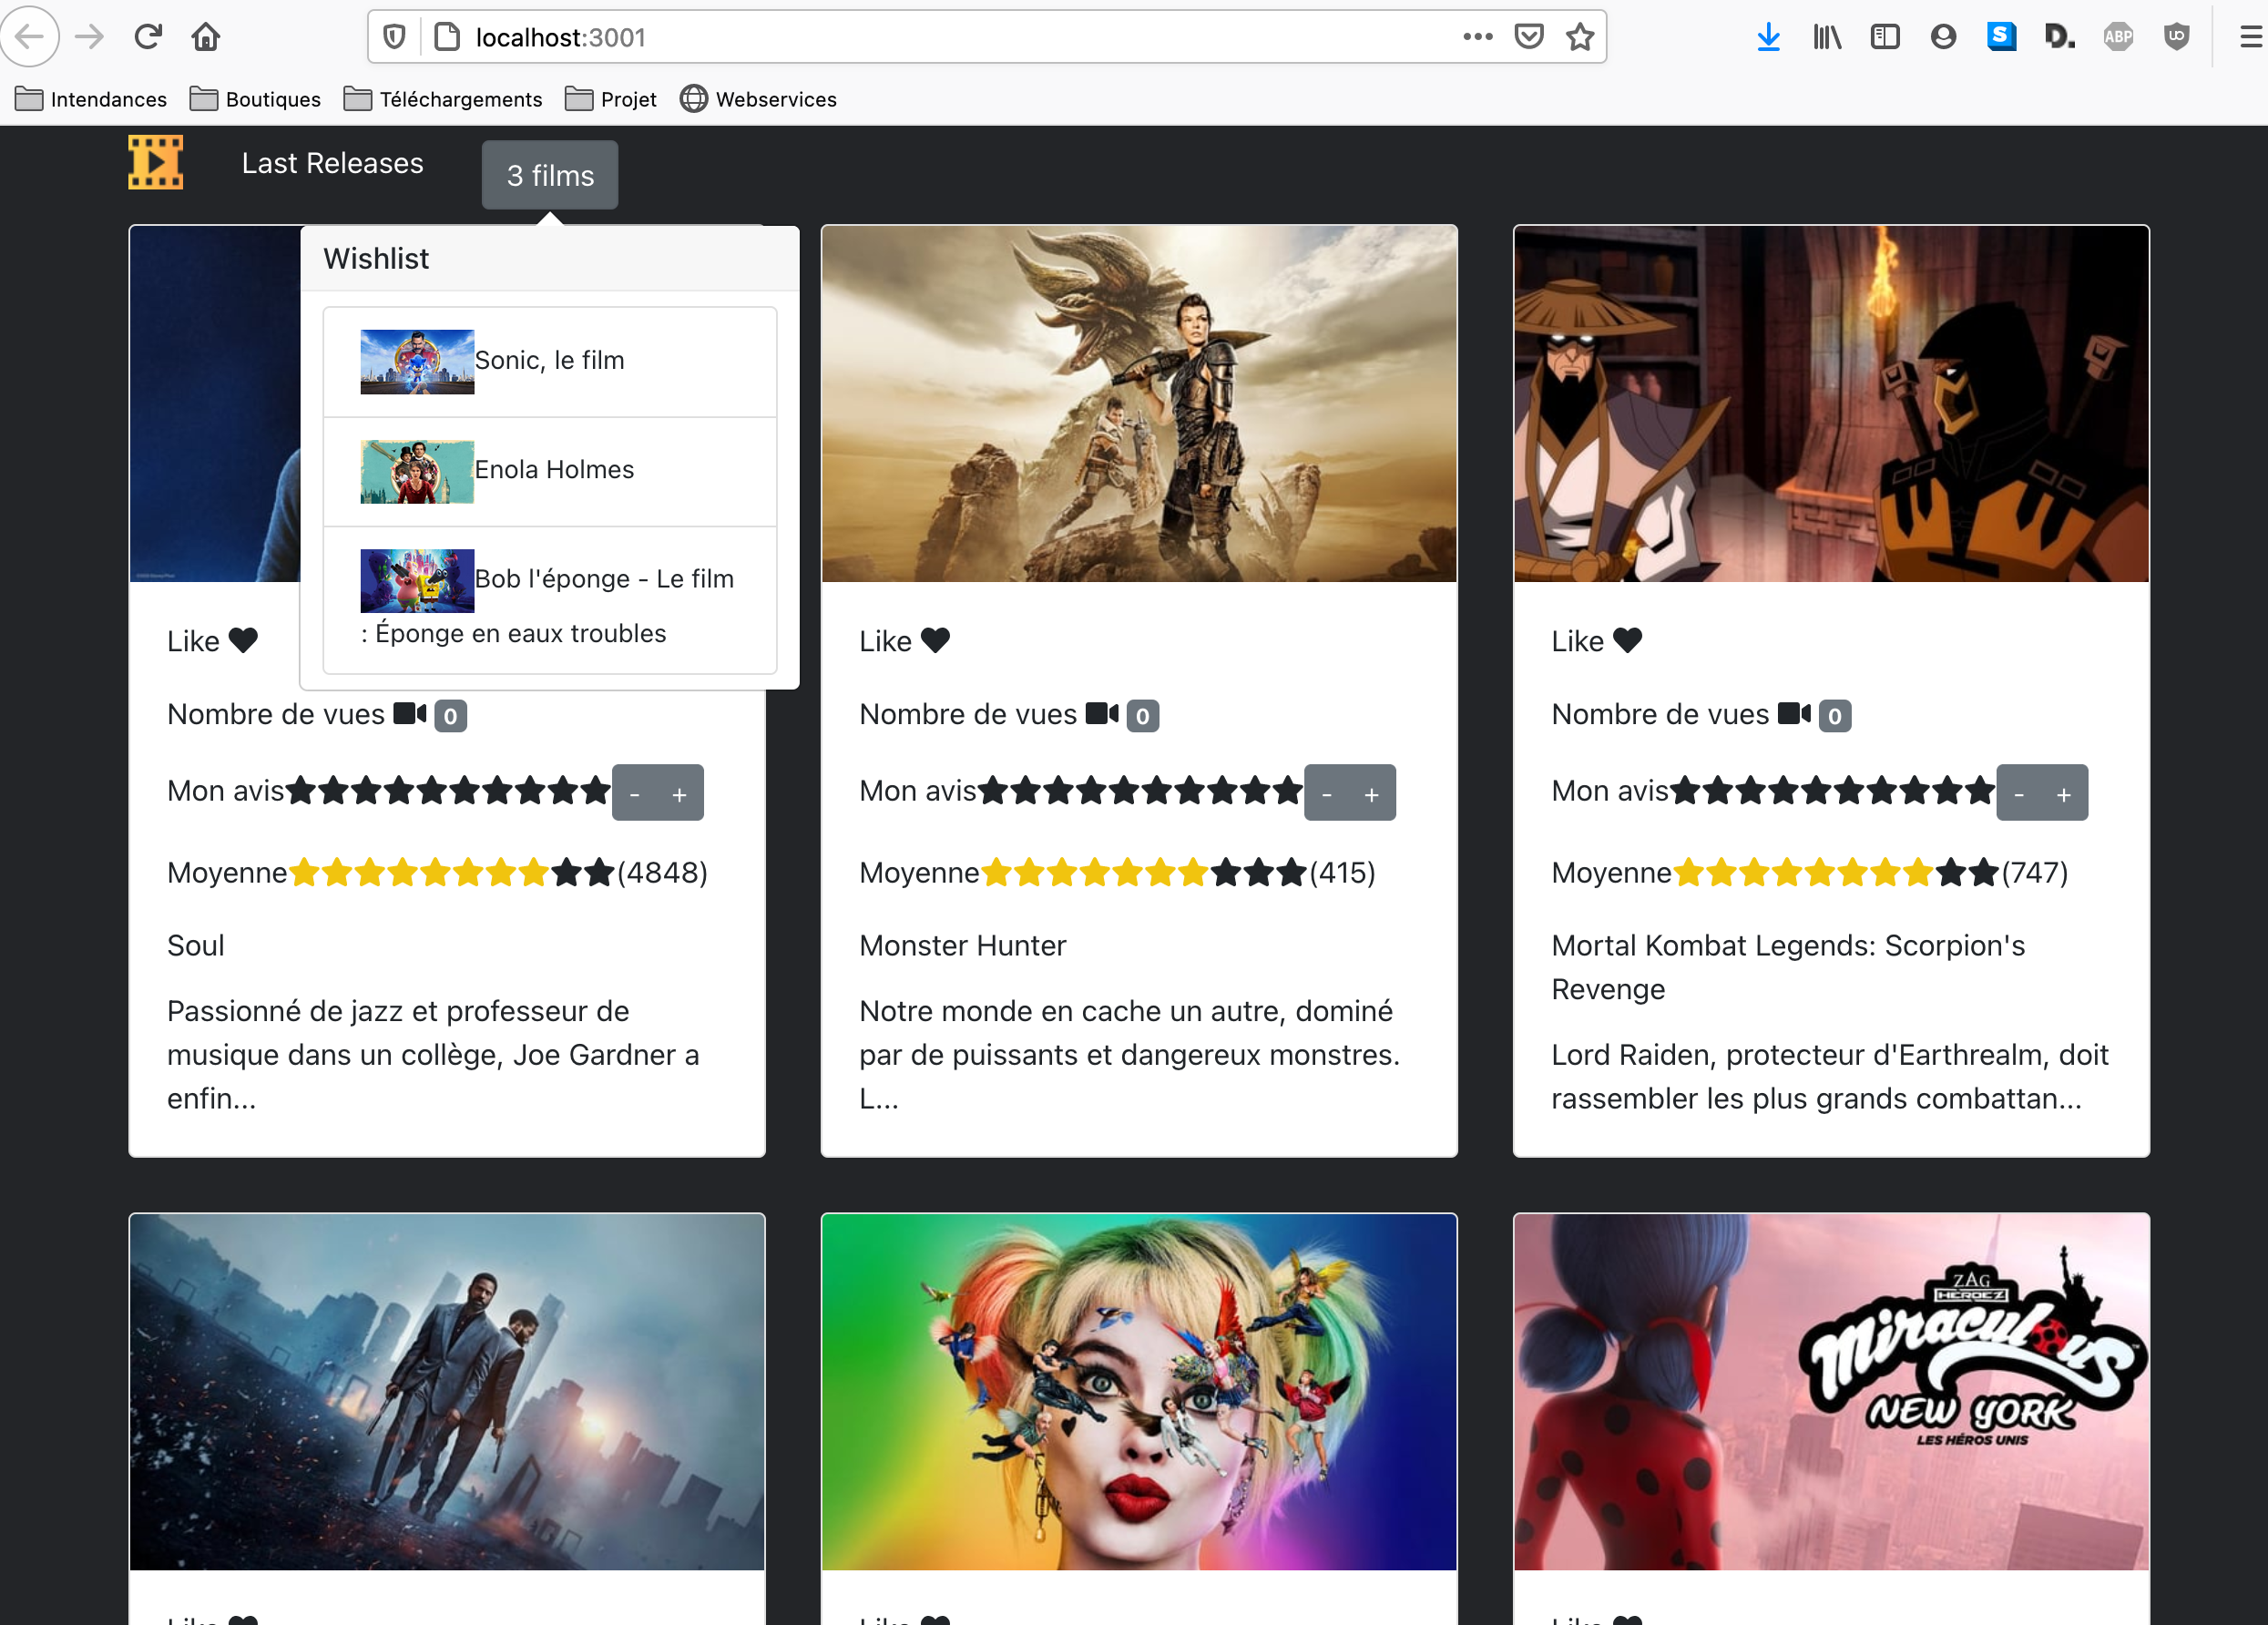 localhost:3001
ABP
Intendances
Boutiques
Téléchargements
Projet
Webservices
Last Releases
3 films
Wishlist
Sonic, le film
Enola Holmes
Bob l'éponge - Le film
: Éponge en eaux troubles
Like
Nombre de vues 0
Mon avis - +
Moyenne (4848)
Soul
Passionné de jazz et professeur de
musique dans un collège, Joe Gardner a
enfin...
Like
Nombre de vues 0
Mon avis - +
Moyenne (415)
Monster Hunter
Notre monde en cache un autre, dominé
par de puissants et dangereux monstres.
L...
Like
Nombre de vues 0
Mon avis - +
Moyenne (747)
Mortal Kombat Legends: Scorpion's
Revenge
Lord Raiden, protecteur d'Earthrealm, doit
rassembler les plus grands combattan...
ZAG
HEROEZ
Miraculous
NEW YORK
LES HÉROS UNIS
Like
Like
Like